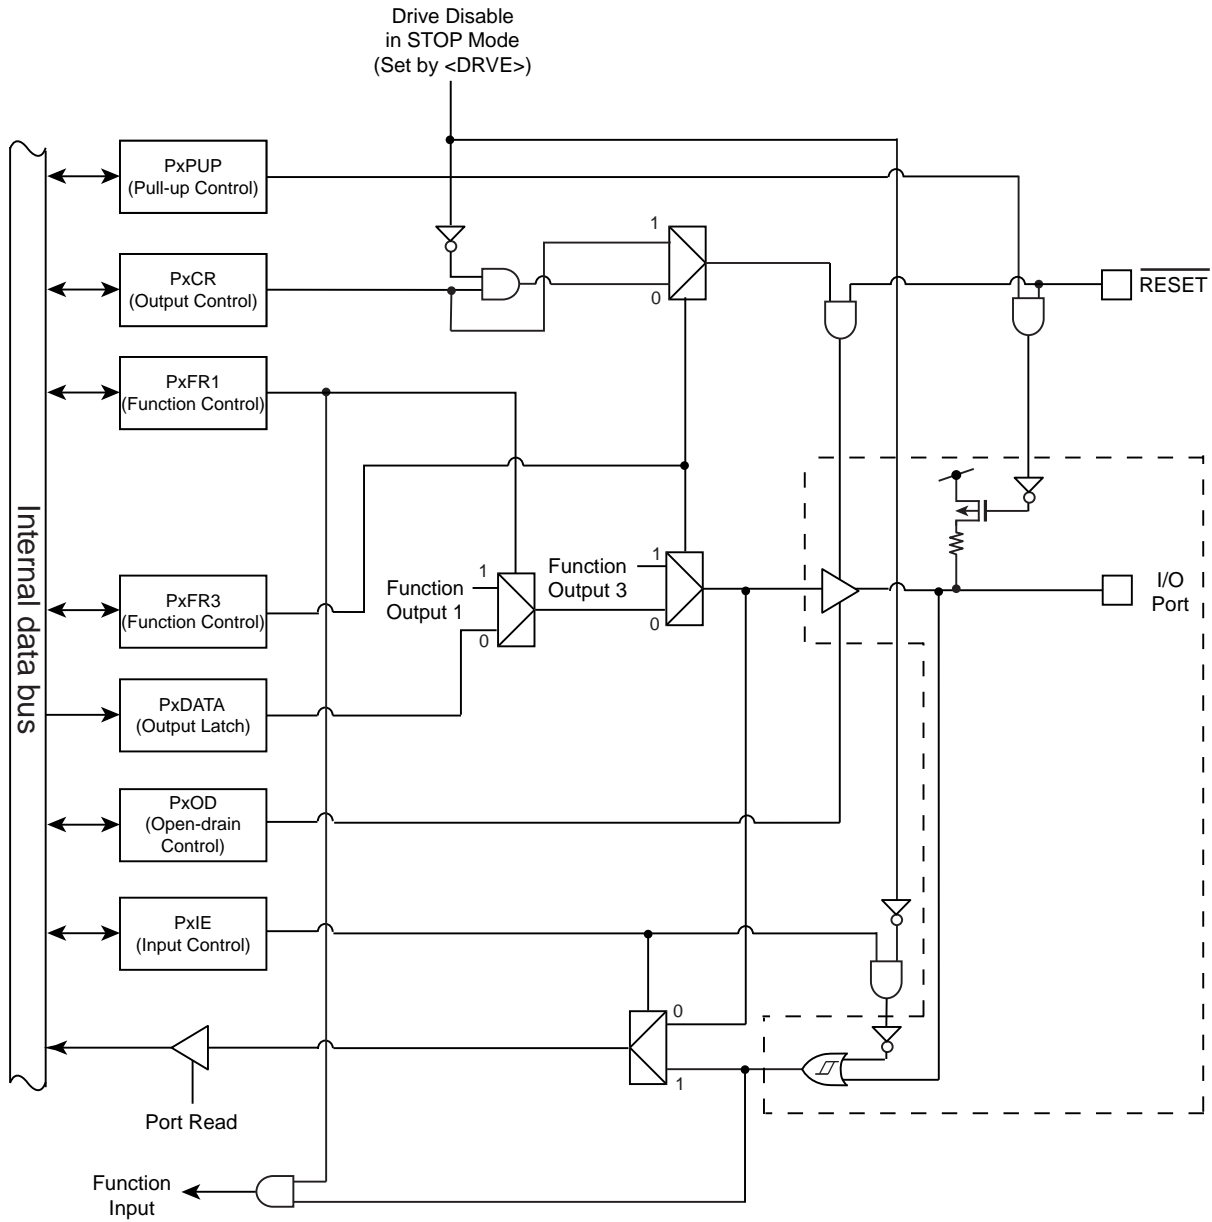 Drive Disable
in STOP Mode
(Set by <DRVE>)
PxPUP
(Pull-up Control)
1
PxCR
(Output Control)
0
RESET
PxFR1
(Function Control)
Internal data bus
Function
Output 1
1
0
Function
Output 3
1
0
I/O
Port
PxFR3
(Function Control)
PxDATA
(Output Latch)
PxOD
(Open-drain
Control)
PxIE
(Input Control)
0
1
Port Read
Function
Input